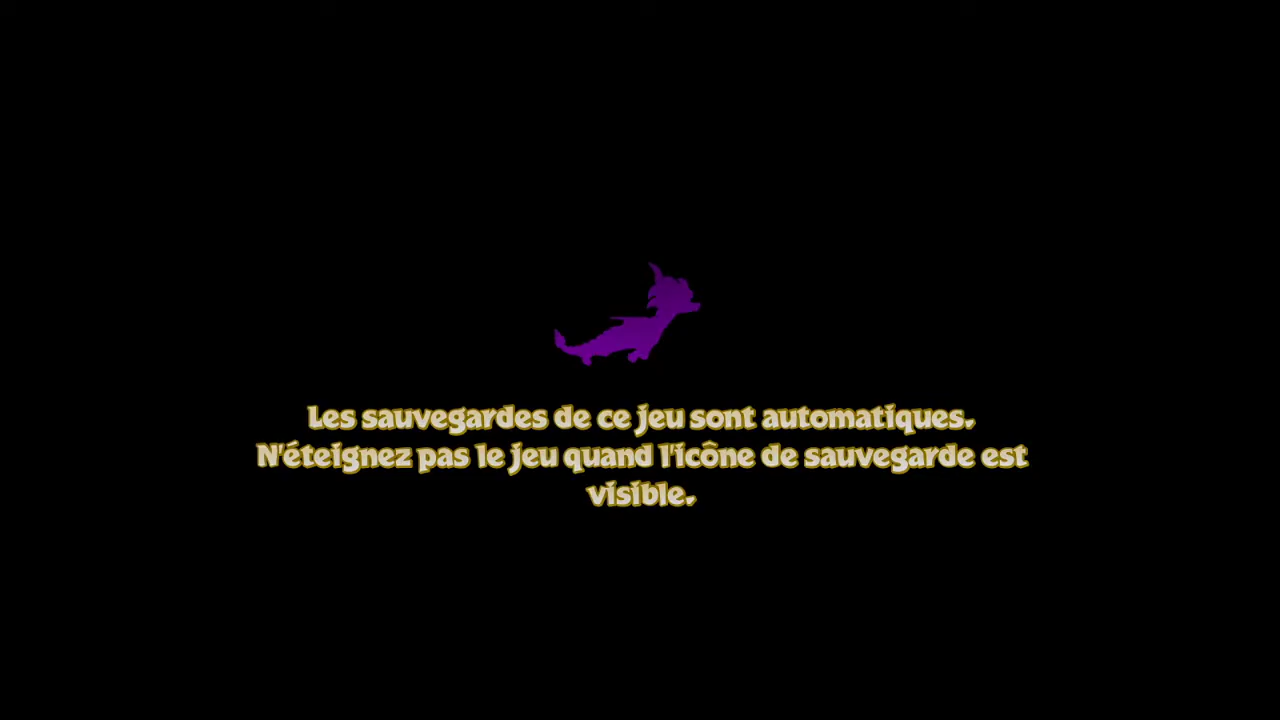 Les sauvegardes de ce jeu sont automatiques.
N'éteignez pas le jeu quand l'icône de sauvegarde est
visible.